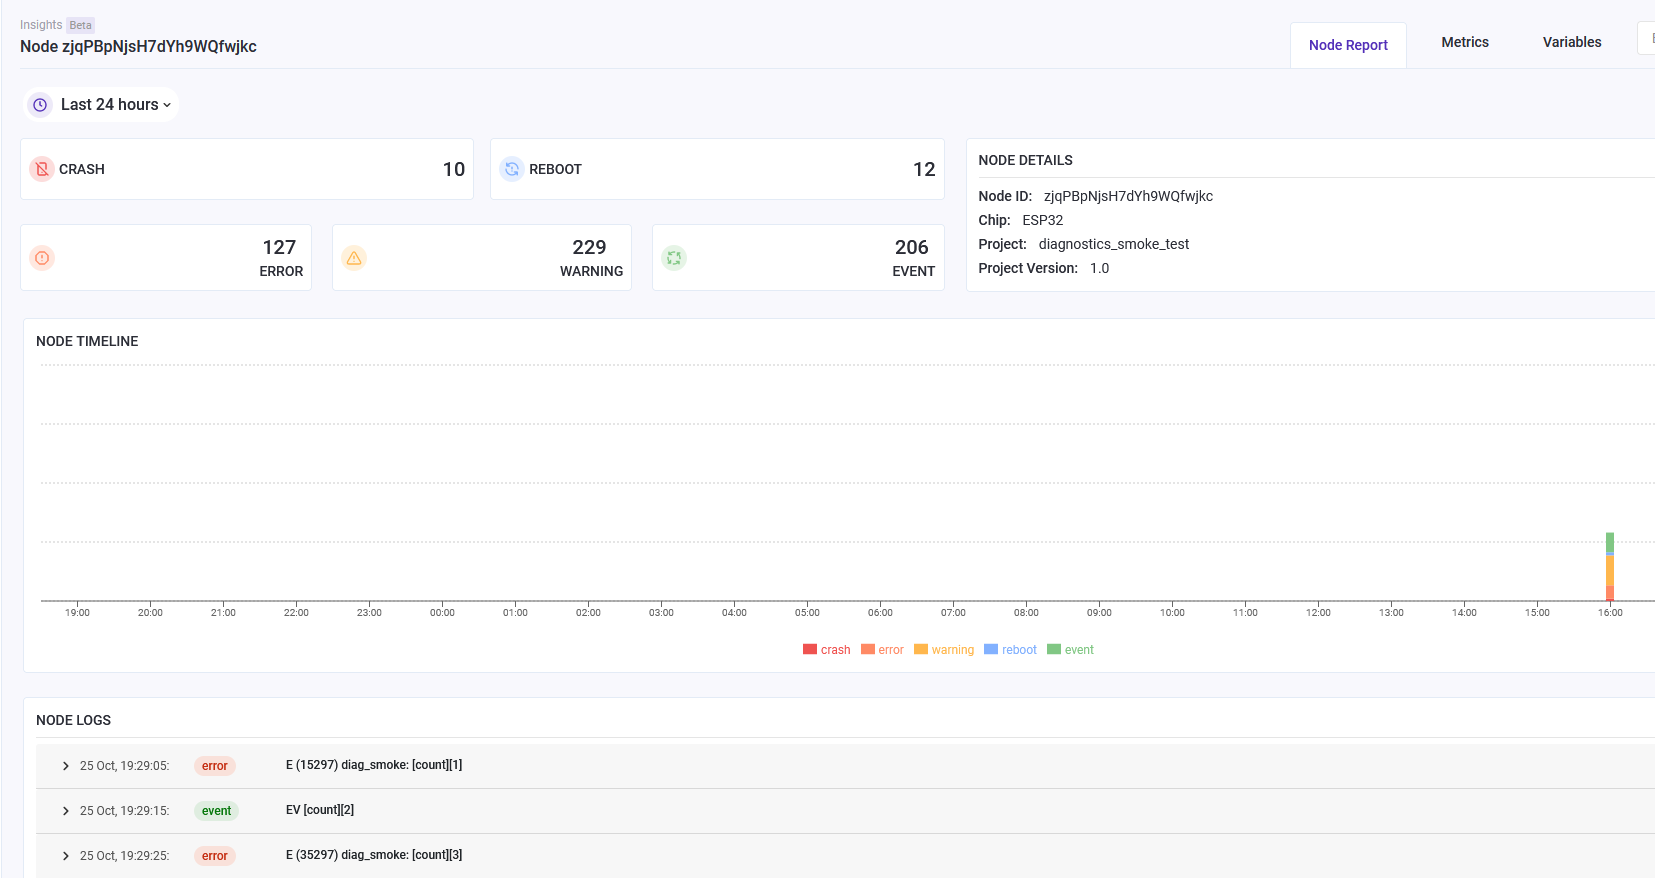 Insights Beta
Node zjqPBpNjsH7dYh9WQfwjkc
Node Report
Metrics
Variables
Last 24 hours
CRASH 10
REBOOT 12
127
ERROR
229
WARNING
206
EVENT
NODE DETAILS
Node ID: zjqPBpNjsH7dYh9WQfwjkc
Chip: ESP32
Project: diagnostics_smoke_test
Project Version: 1.0
NODE TIMELINE
19:00 20:00 21:00 22:00 23:00 00:00 01:00 02:00 03:00 04:00 05:00 06:00 07:00 08:00 09:00 10:00 11:00 12:00 13:00 14:00 15:00 16:00
crash error warning reboot event
NODE LOGS
25 Oct, 19:29:05: error E (15297) diag_smoke: [count][1]
25 Oct, 19:29:15: event EV [count][2]
25 Oct, 19:29:25: error E (35297) diag_smoke: [count][3]